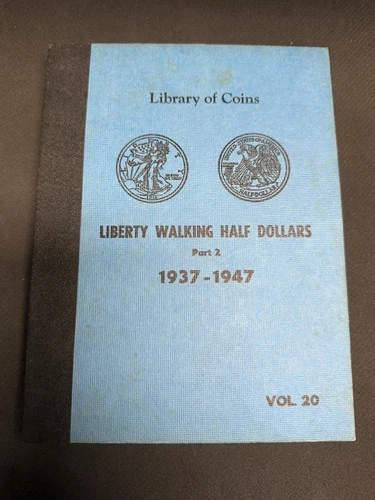 Library of Coins
LIBERTY WALKING HALF DOLLARS
Part 2
1937-1947
VOL. 20